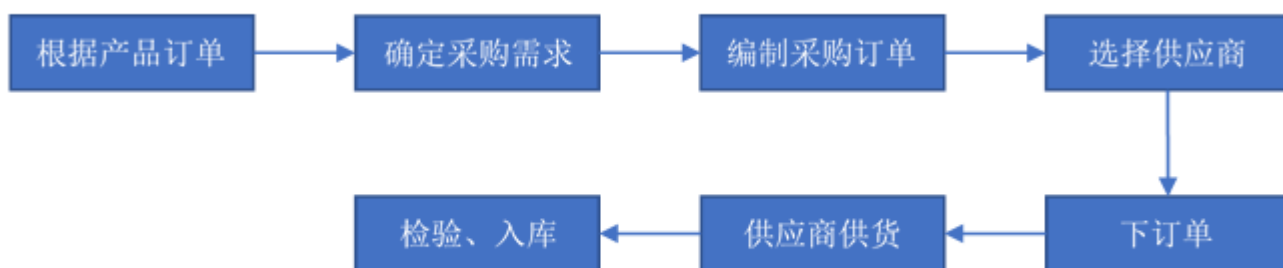 根据产品订单
确定采购需求
编制采购订单
选择供应商
下订单
供应商供货
检验、入库